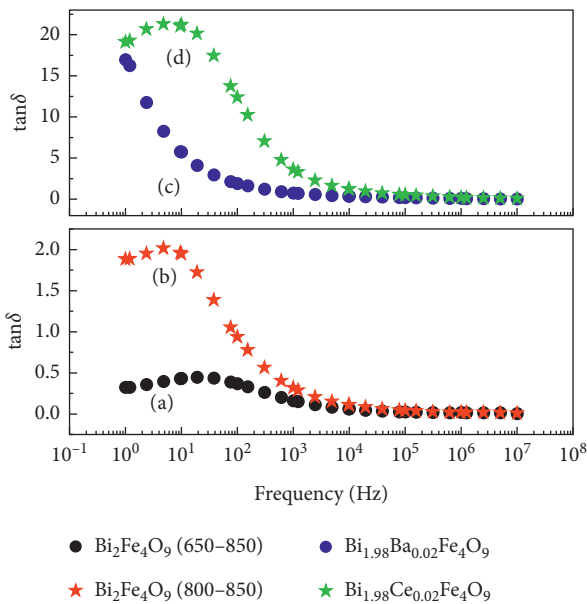 20
15
10
5
0
tanδ
(d)
(c)
2.0
1.5
1.0
0.5
0.0
tanδ
(b)
(a)
10⁻¹ 10⁰ 10¹ 10² 10³ 10⁴ 10⁵ 10⁶ 10⁷ 10⁸
Frequency (Hz)
Bi₂Fe₄O₉ (650–850) Bi₁.₉₈Ba₀.₀₂Fe₄O₉
Bi₂Fe₄O₉ (800–850) Bi₁.₉₈Ce₀.₀₂Fe₄O₉